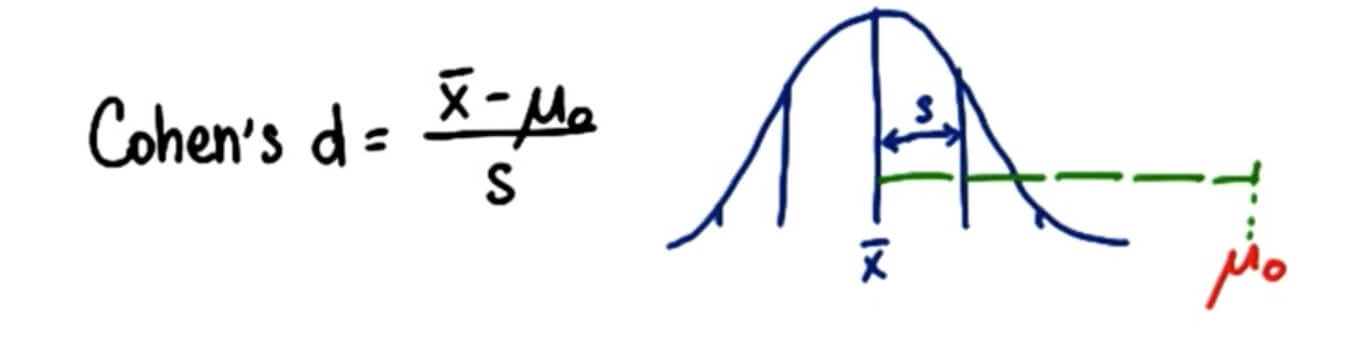 Cohen's d = x̄ - μ₀ / s
s
x̄
μ₀